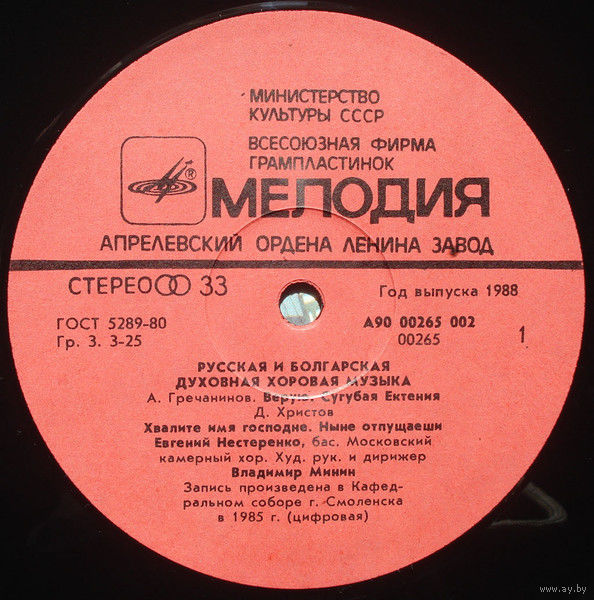 МИНИСТЕРСТВО
КУЛЬТУРЫ СССР
ВСЕСОЮЗНАЯ ФИРМА
ГРАМПЛАСТИНОК
®
МЕЛОДИЯ
АПРЕЛЕВСКИЙ ОРДЕНА ЛЕНИНА ЗАВОД
СТЕРЕО 33
Год выпуска 1988
ГОСТ 5289-80
А90 00265 002
Гр. 3. 3-25
00265
1
РУССКАЯ И БОЛГАРСКАЯ
ДУХОВНАЯ ХОРОВАЯ МУЗЫКА
А. Гречанинов. Верую. Сугубая Ектения
Д. Христов
Хвалите имя господне. Ныне отпущаеши
Евгений Нестеренко, бас. Московский
камерный хор. Худ. рук. и дирижер
Владимир Минин
Запись произведена в Кафед-
ральном соборе г. Смоленска
в 1985 г. (цифровая)
www.ay.by